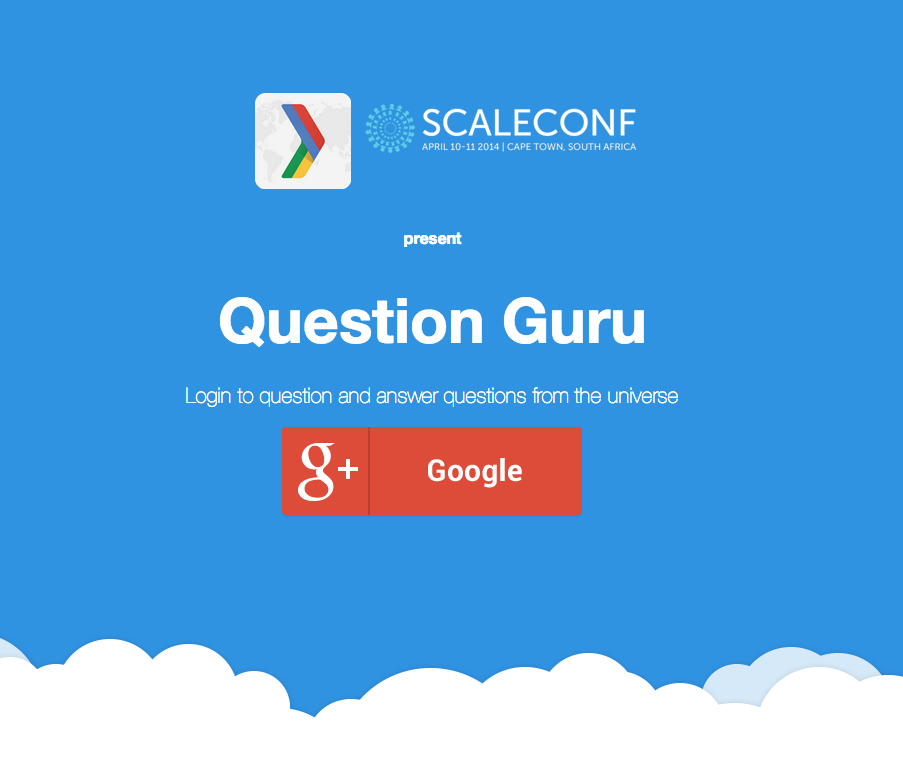 SCALECONF
APRIL 10-11 2014 | CAPE TOWN, SOUTH AFRICA
present
Question Guru
Login to question and answer questions from the universe
g+ Google